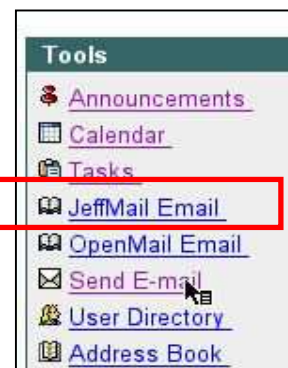 Tools
Announcements
Calendar
Tasks
JeffMail Email
OpenMail Email
Send E-mail
User Directory
Address Book